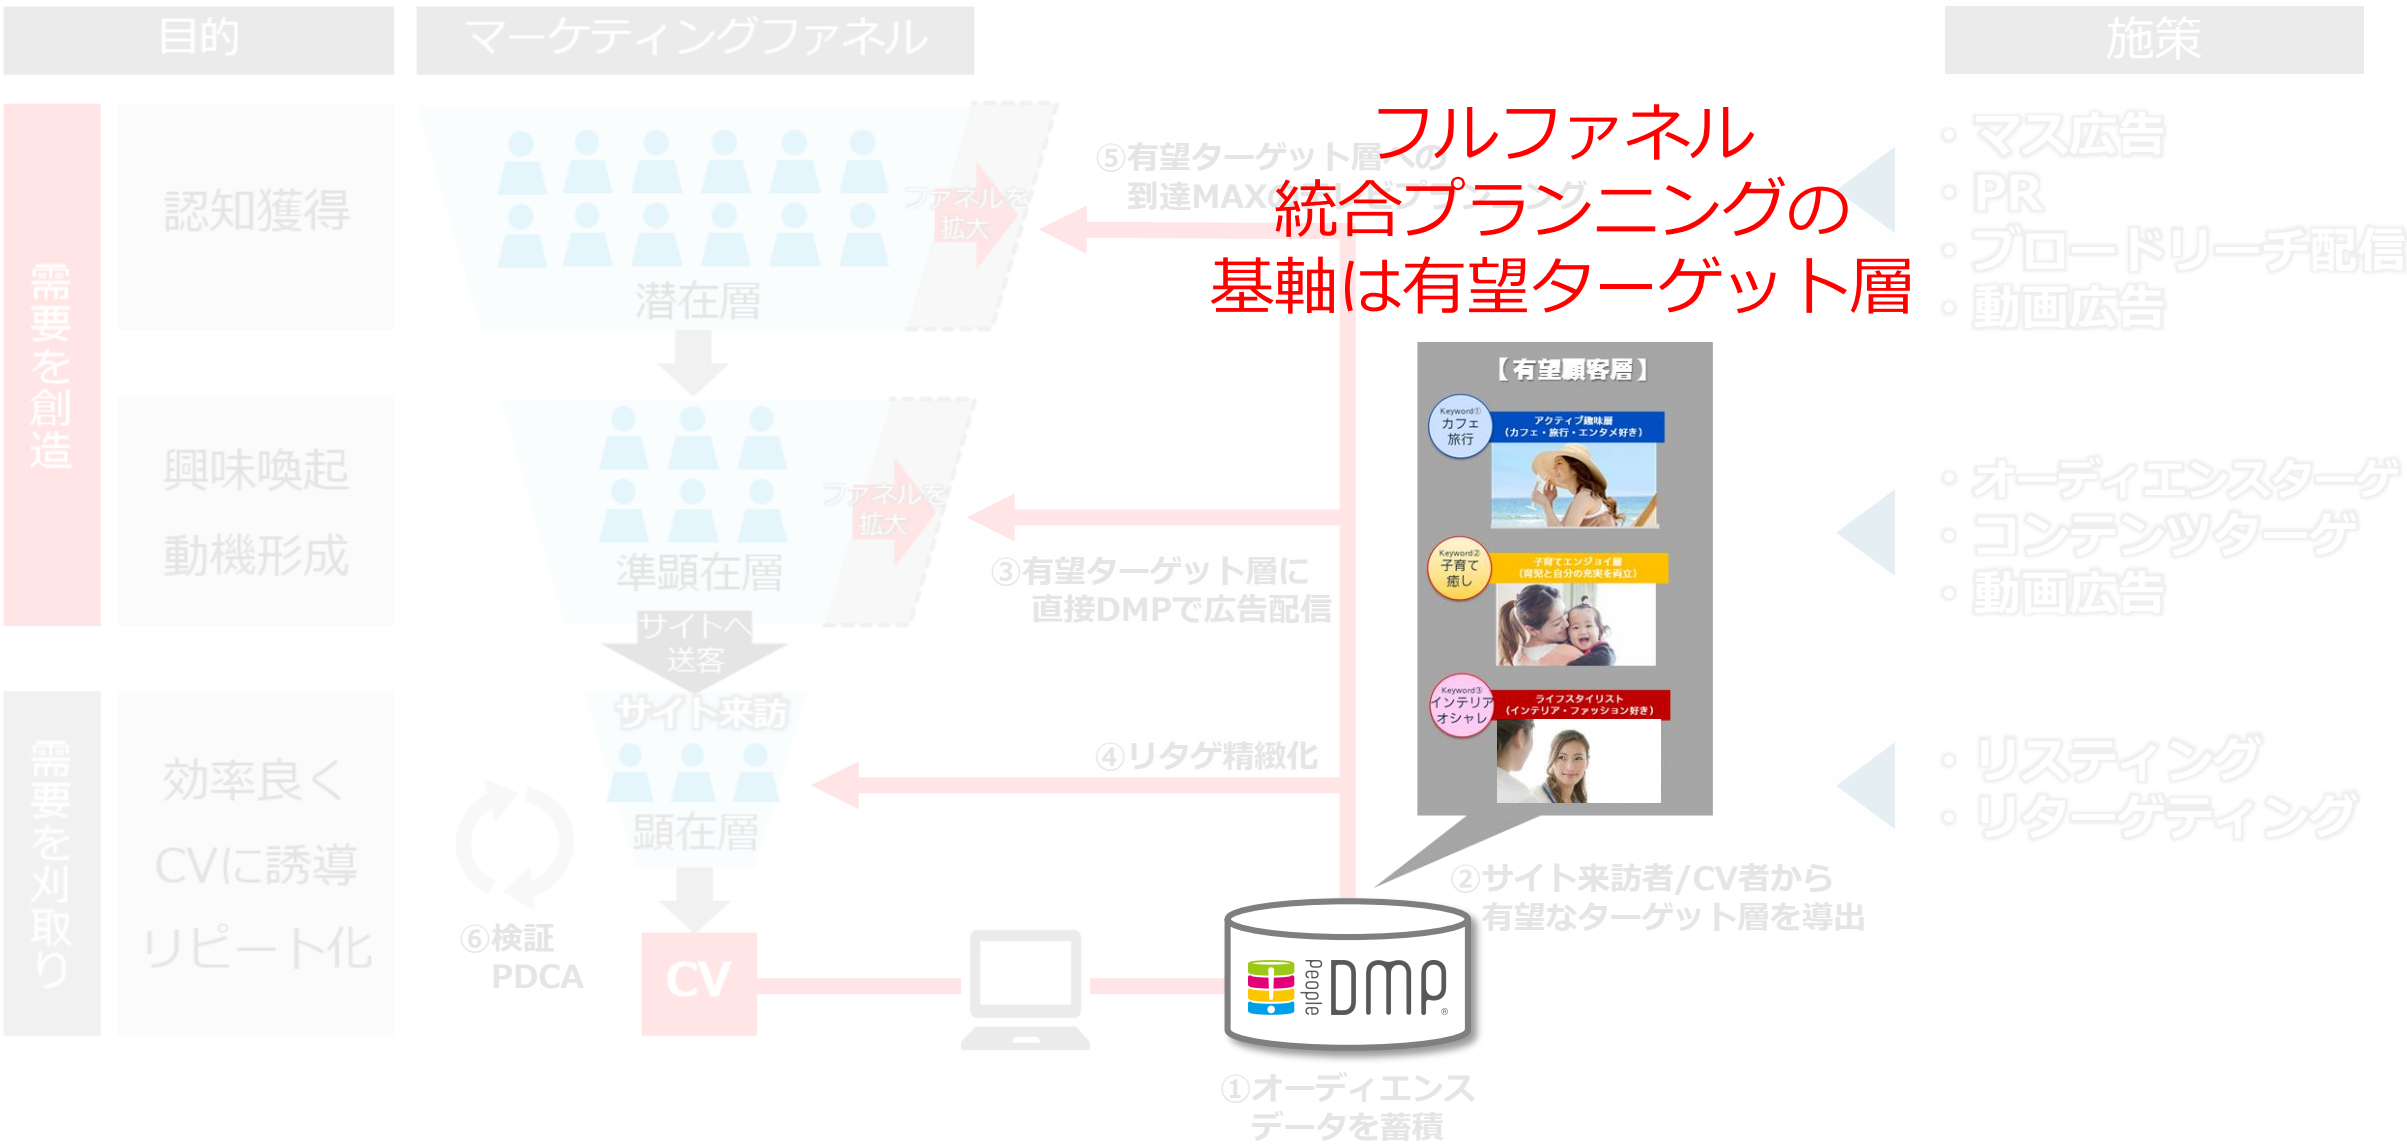 目的
マーケティングファネル
施策
需要を創造
認知獲得
潜在層
ファネルを
拡大
⑤有望ターゲット層への
フルファネル
統合プランニングの
基軸は有望ターゲット層
・マス広告
・PR
・ブロードリーチ配信
・動画広告
興味喚起
動機形成
準顕在層
ファネルを
拡大
サイトへ
送客
③有望ターゲット層に
直接DMPで広告配信
【有望顧客層】
Keyword①
カフェ
旅行
アクティブ趣味層
(カフェ・旅行・エンタメ好き)
Keyword②
子育て
癒し
子育てエンジョイ層
(育児と自分の充実を両立)
Keyword③
インテリア
オシャレ
ライフスタイリスト
(インテリア・ファッション好き)
・オーディエンスターゲ
・コンテンツターゲ
・動画広告
需要を刈取り
効率良く
CVに誘導
リピート化
サイト来訪
顕在層
④リタゲ精緻化
・リスティング
・リターゲティング
⑥検証
PDCA
CV
②サイト来訪者/CV者から
有望なターゲット層を導出
people DMP®
①オーディエンス
データを蓄積